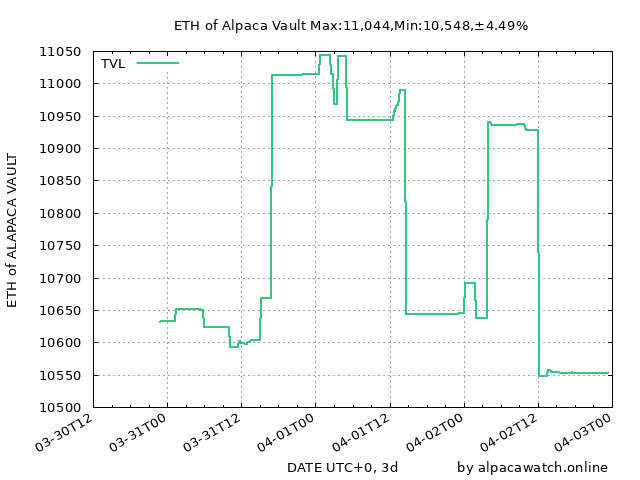 ETH of Alpaca Vault Max:11,044,Min:10,548,±4.49%
TVL
ETH of ALAPACA VAULT
11050
11000
10950
10900
10850
10800
10750
10700
10650
10600
10550
10500
03-30T12
03-31T00
03-31T12
04-01T00
04-01T12
04-02T00
04-02T12
04-03T00
DATE UTC+0, 3d
by alpacawatch.online